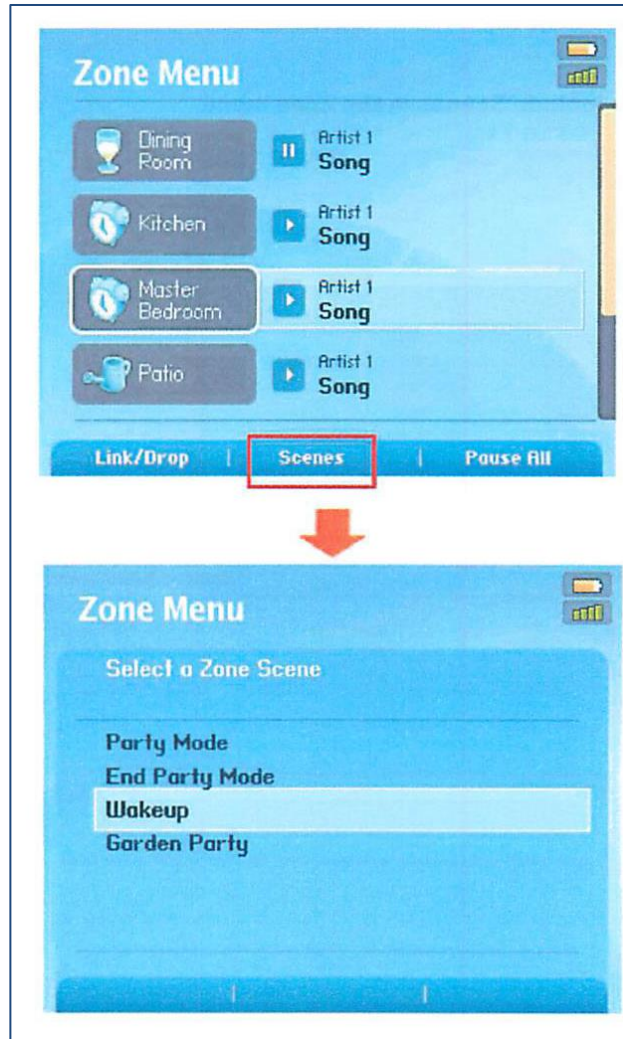 Zone Menu
Dining
Room
Artist 1
Song
Kitchen
Artist 1
Song
Master
Bedroom
Artist 1
Song
Patio
Artist 1
Song
Link/Drop | Scenes | Pause All
Zone Menu
Select a Zone Scene
Party Mode
End Party Mode
Wakeup
Garden Party